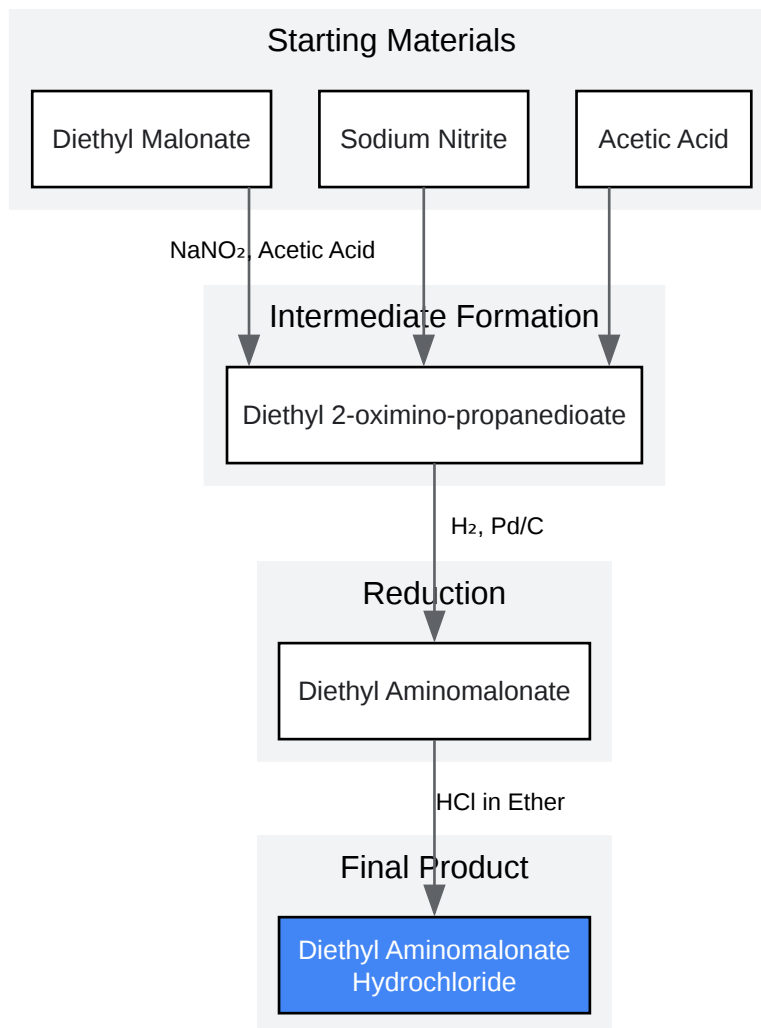 Starting Materials
Diethyl Malonate
Sodium Nitrite
Acetic Acid
NaNO₂, Acetic Acid
Intermediate Formation
Diethyl 2-oximino-propanedioate
H₂, Pd/C
Reduction
Diethyl Aminomalonate
HCl in Ether
Final Product
Diethyl Aminomalonate
Hydrochloride